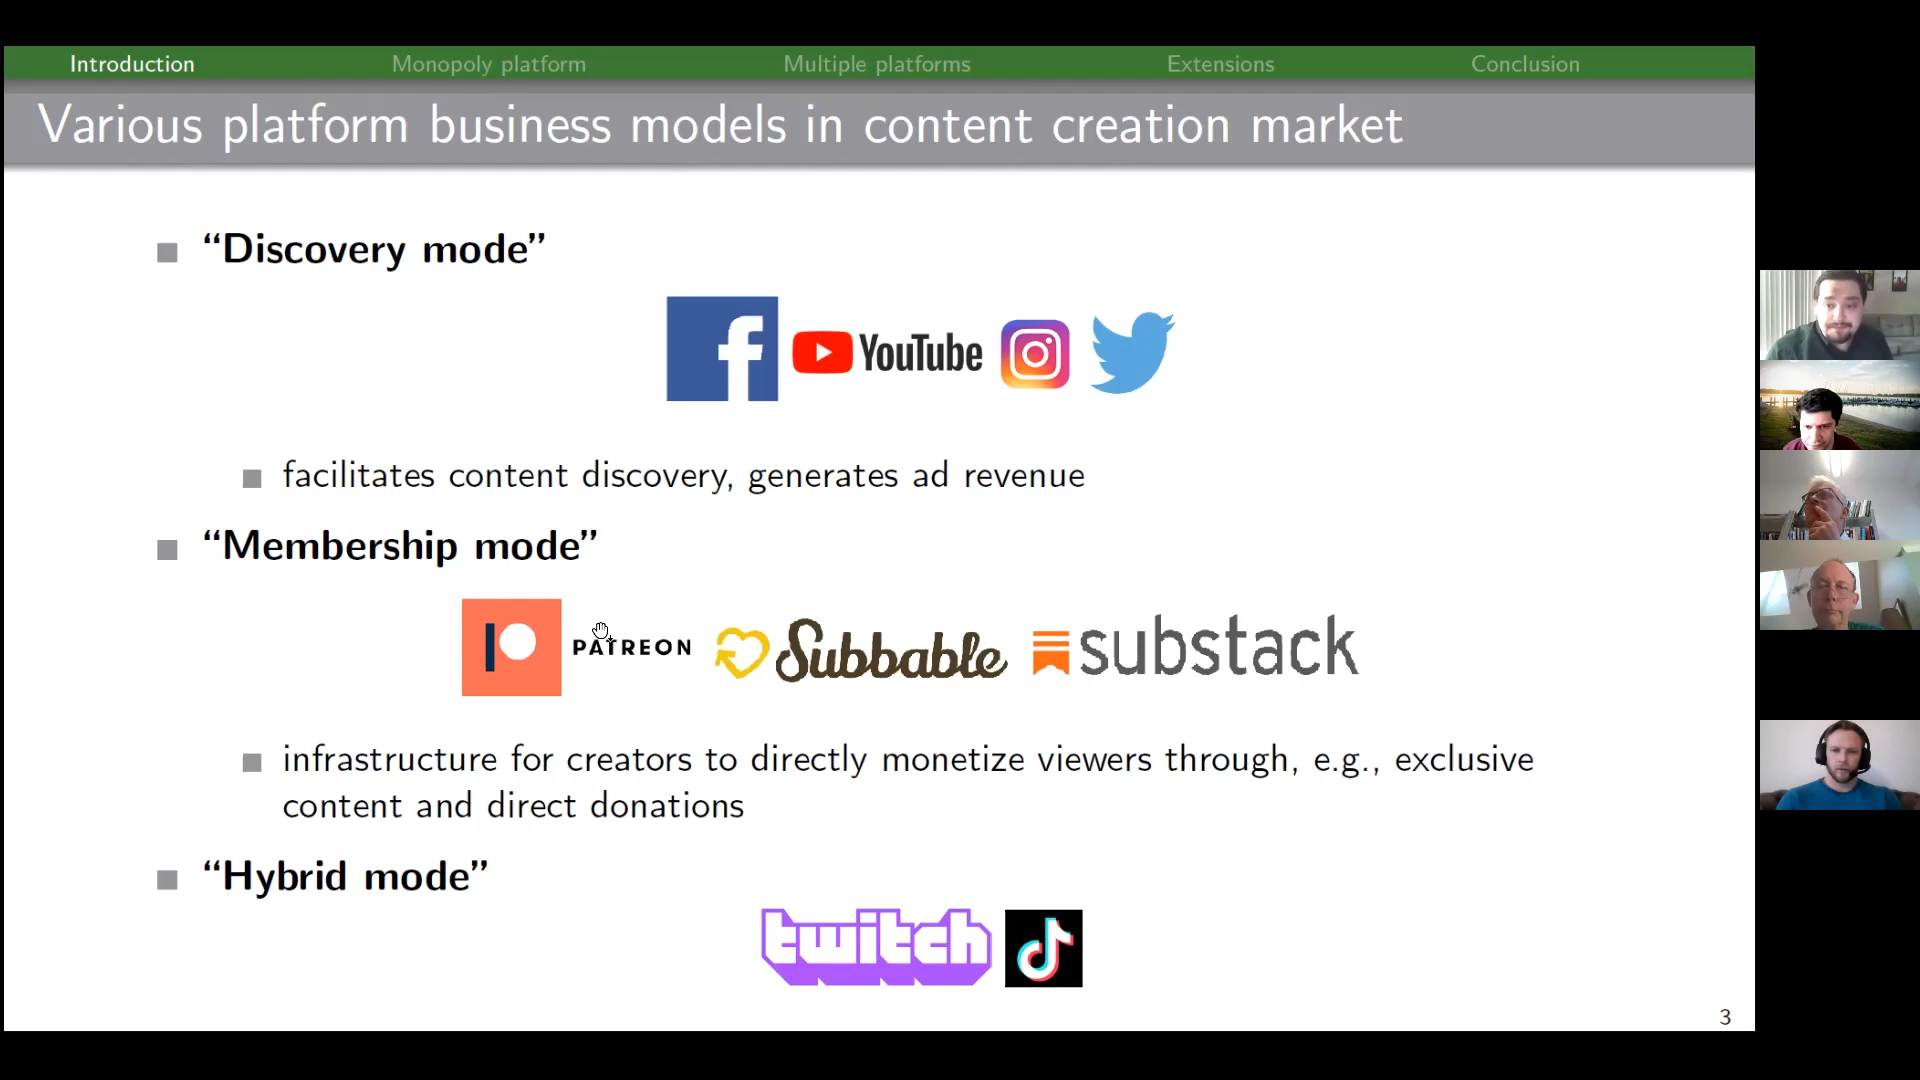 Introduction Monopoly platform Multiple platforms Extensions Conclusion
Various platform business models in content creation market
“Discovery mode”
f YouTube
facilitates content discovery, generates ad revenue
“Membership mode”
PATREON Subbable substack
infrastructure for creators to directly monetize viewers through, e.g., exclusive
content and direct donations
“Hybrid mode”
twitch
3